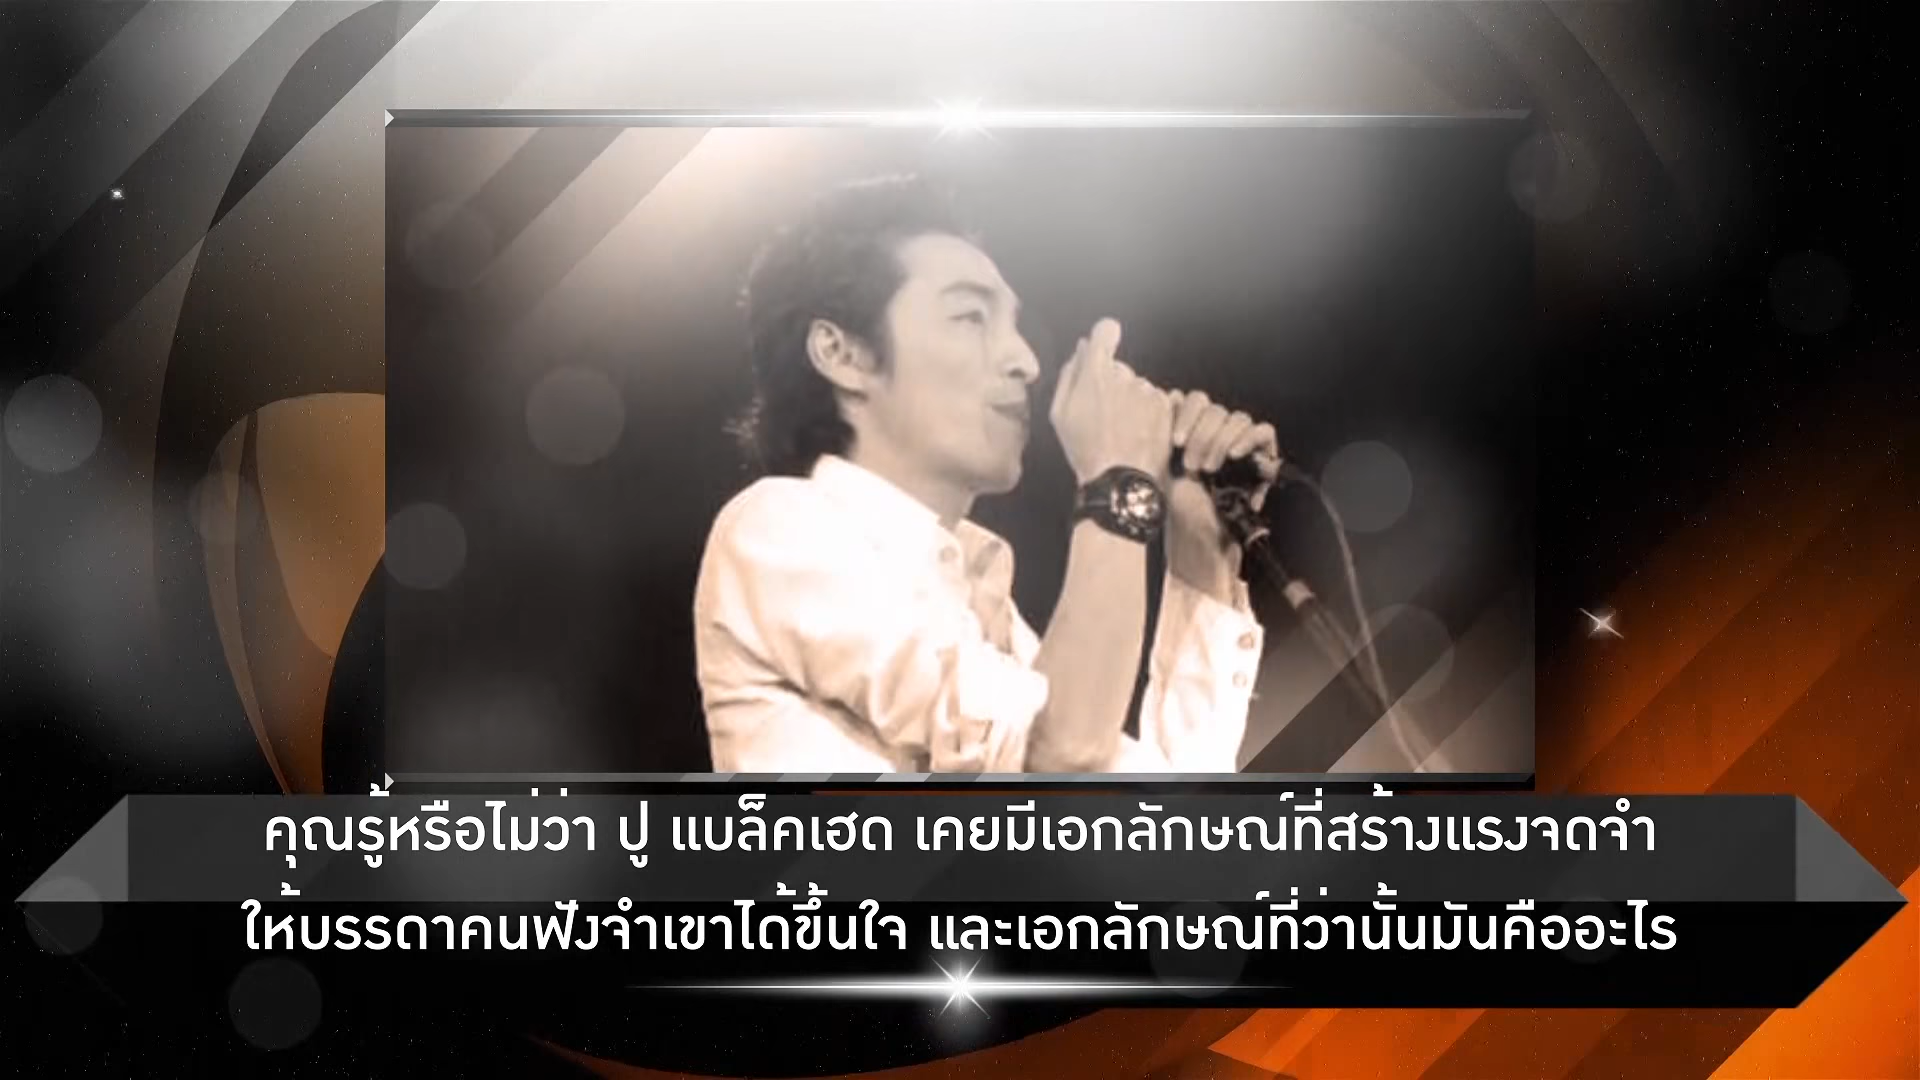 คุณรู้หรือไม่ว่า ปู แบล็คเฮด เคยมีเอกลักษณ์ที่สร้างแรงจดจำ
ให้บรรดาคนฟังจำเขาได้ขึ้นใจ และเอกลักษณ์ที่ว่านั้นมันคืออะไร